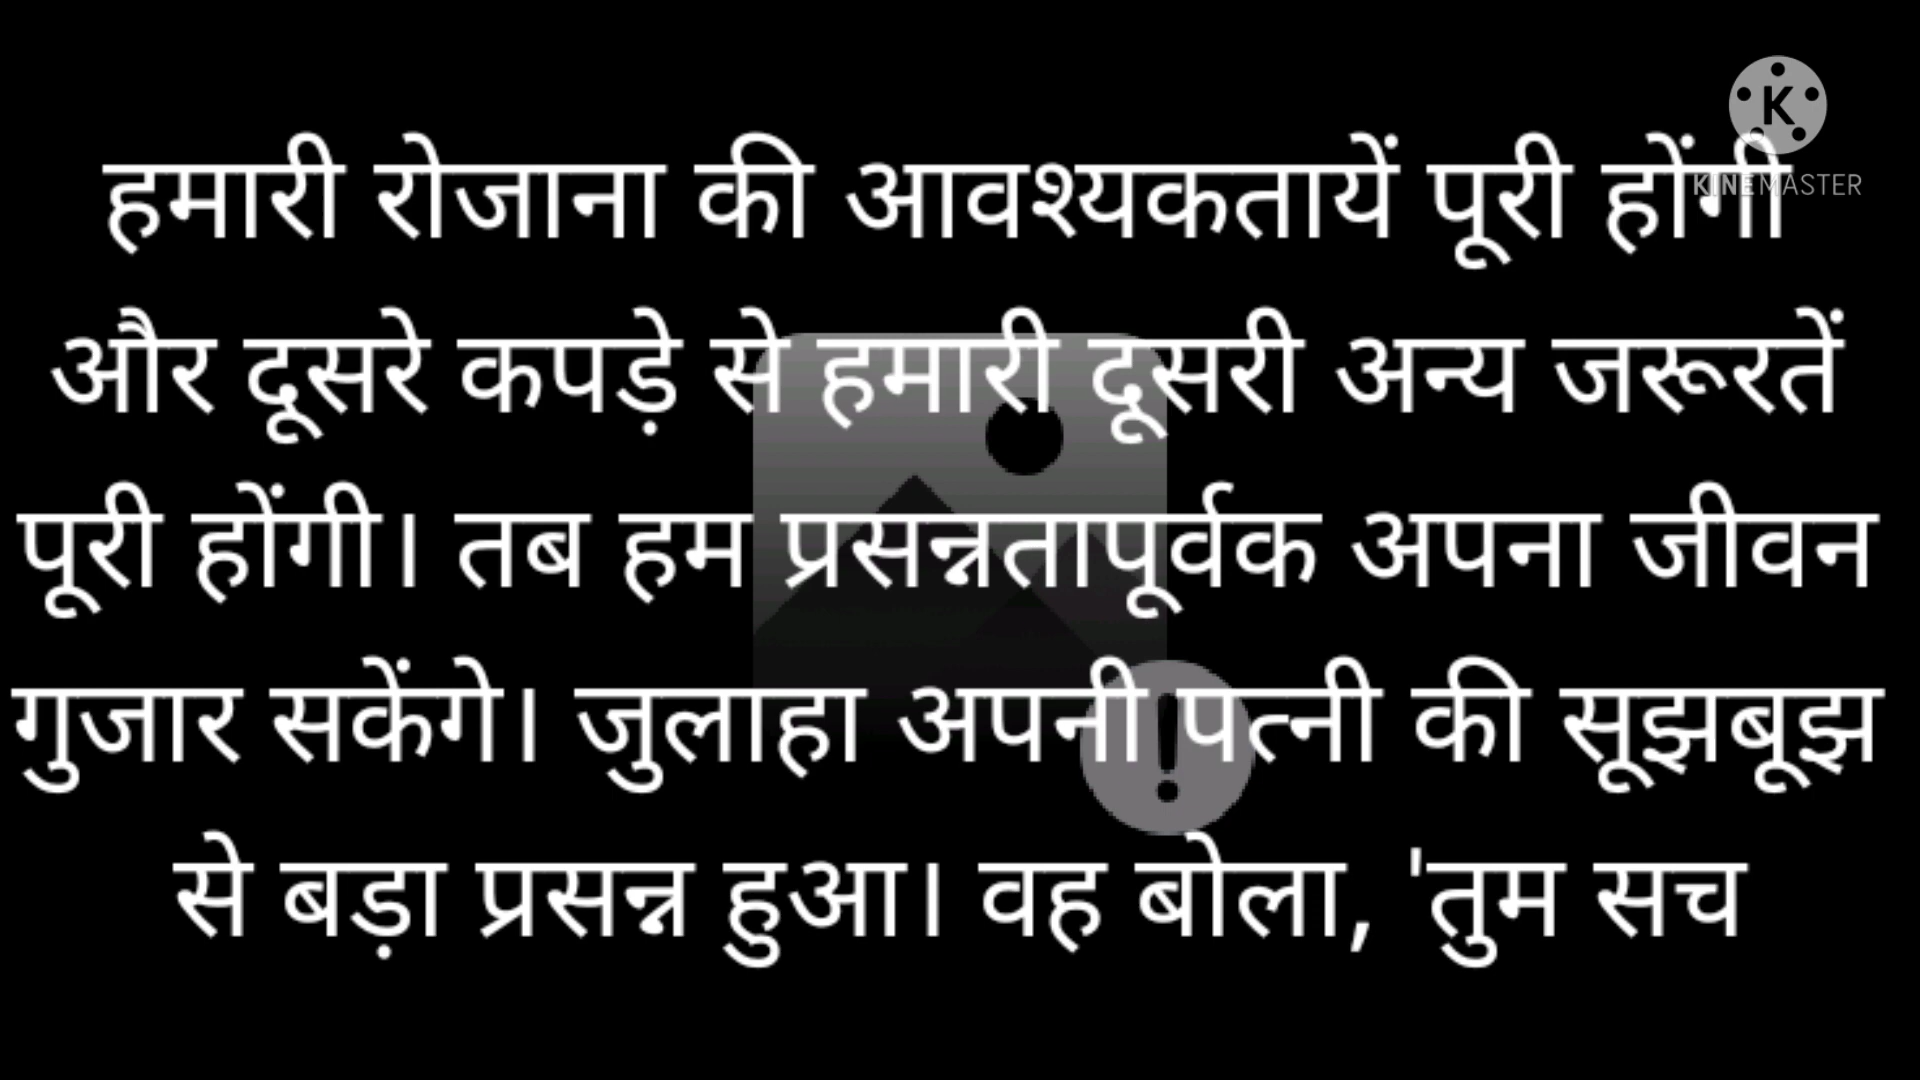 KINEMASTER
हमारी रोजाना की आवश्यकतायें पूरी होंगी
और दूसरे कपड़े से हमारी दूसरी अन्य जरूरतें
पूरी होंगी। तब हम प्रसन्नतापूर्वक अपना जीवन
गुजार सकेंगे। जुलाहा अपनी पत्नी की सूझबूझ
से बड़ा प्रसन्न हुआ। वह बोला, 'तुम सच